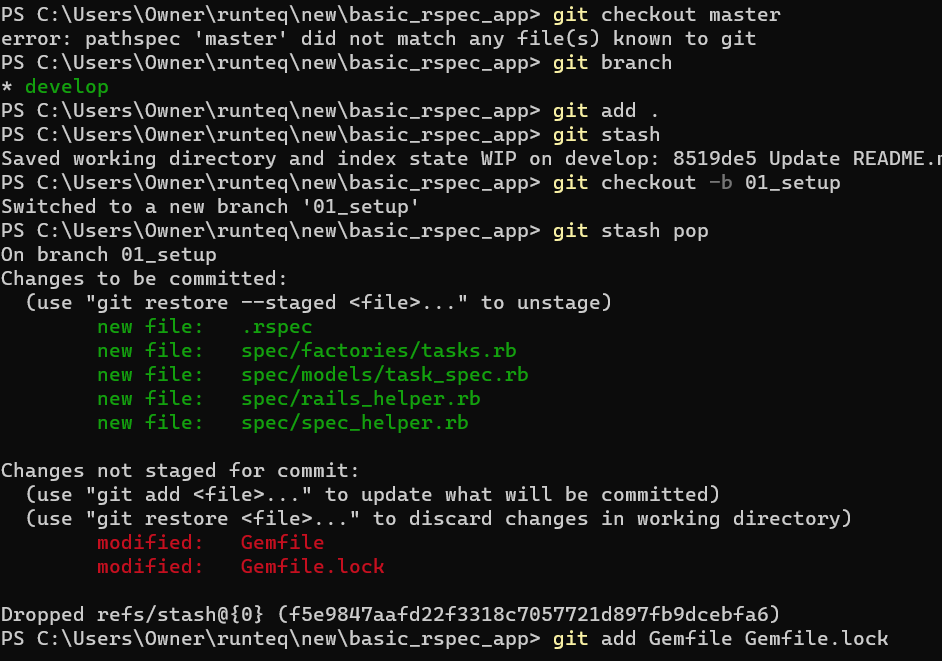 PS C:\Users\Owner\runteq\new\basic_rspec_app> git checkout master
error: pathspec 'master' did not match any file(s) known to git
PS C:\Users\Owner\runteq\new\basic_rspec_app> git branch
* develop
PS C:\Users\Owner\runteq\new\basic_rspec_app> git add .
PS C:\Users\Owner\runteq\new\basic_rspec_app> git stash
Saved working directory and index state WIP on develop: 8519de5 Update README.m
PS C:\Users\Owner\runteq\new\basic_rspec_app> git checkout -b 01_setup
Switched to a new branch '01_setup'
PS C:\Users\Owner\runteq\new\basic_rspec_app> git stash pop
On branch 01_setup
Changes to be committed:
  (use "git restore --staged <file>..." to unstage)
        new file:   .rspec
        new file:   spec/factories/tasks.rb
        new file:   spec/models/task_spec.rb
        new file:   spec/rails_helper.rb
        new file:   spec/spec_helper.rb

Changes not staged for commit:
  (use "git add <file>..." to update what will be committed)
  (use "git restore <file>..." to discard changes in working directory)
        modified:   Gemfile
        modified:   Gemfile.lock

Dropped refs/stash@{0} (f5e9847aafd22f3318c7057721d897fb9dcebfa6)
PS C:\Users\Owner\runteq\new\basic_rspec_app> git add Gemfile Gemfile.lock